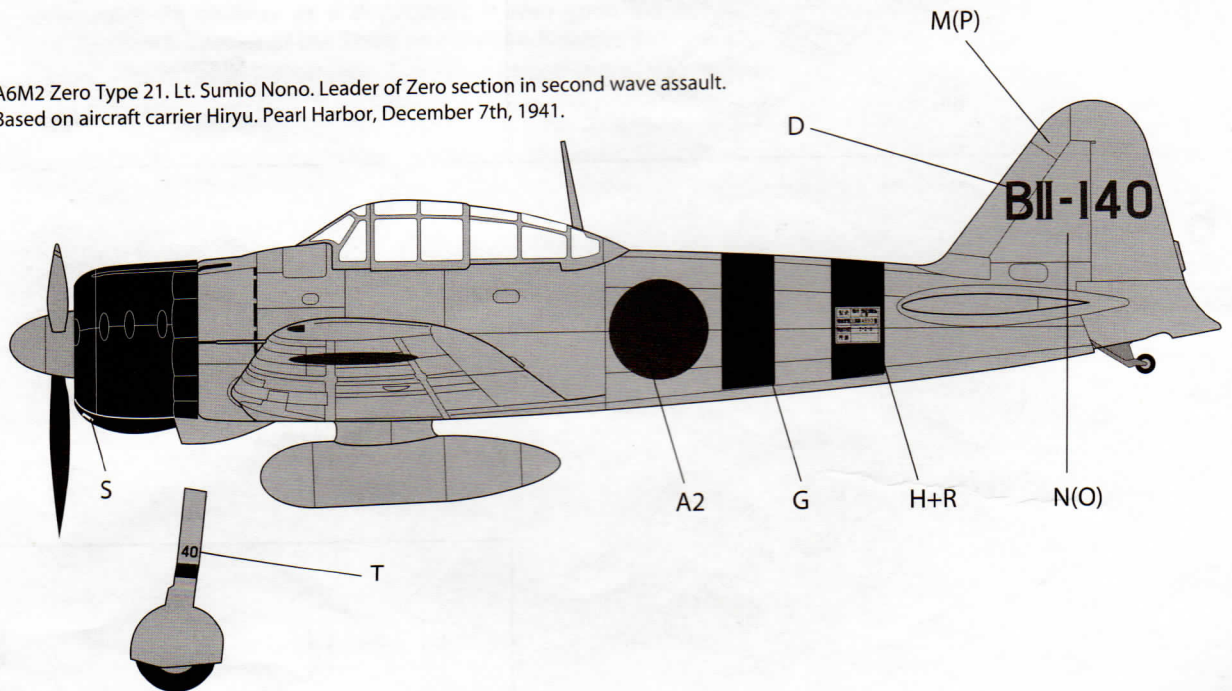 M(P)
A6M2 Zero Type 21. Lt. Sumio Nono. Leader of Zero section in second wave assault.
Based on aircraft carrier Hiryu. Pearl Harbor, December 7th, 1941.
D
BII-140
S
A2
G
H+R
N(O)
40
T